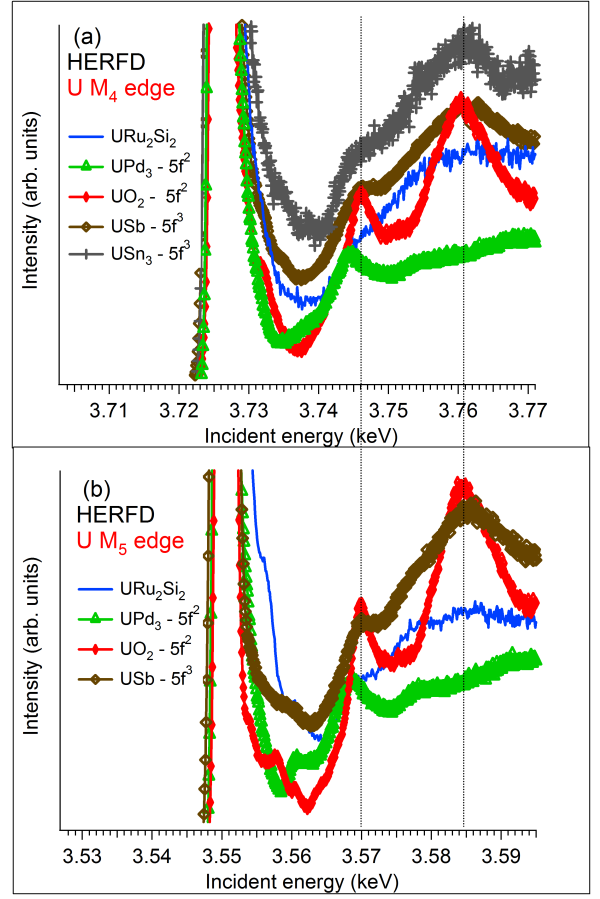 (a)
HERFD
U M₄ edge
URu₂Si₂
UPd₃ - 5f²
UO₂ - 5f²
USb - 5f³
USn₃ - 5f³
Intensity (arb. units)
3.71 3.72 3.73 3.74 3.75 3.76 3.77
Incident energy (keV)
(b)
HERFD
U M₅ edge
URu₂Si₂
UPd₃ - 5f²
UO₂ - 5f²
USb - 5f³
Intensity (arb. units)
3.53 3.54 3.55 3.56 3.57 3.58 3.59
Incident energy (keV)